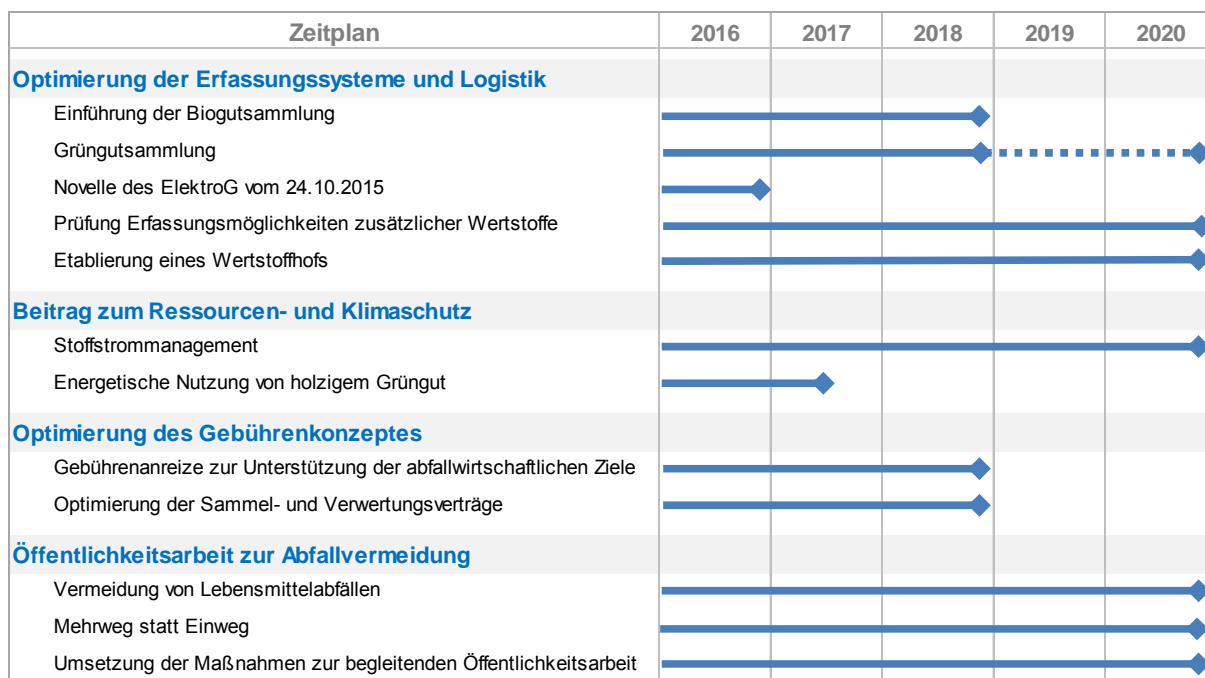 Zeitplan 2016 2017 2018 2019 2020
Optimierung der Erfassungssysteme und Logistik
Einführung der Biogutsammlung
Grüngutsammlung
Novelle des ElektroG vom 24.10.2015
Prüfung Erfassungsmöglichkeiten zusätzlicher Wertstoffe
Etablierung eines Wertstoffhofs
Beitrag zum Ressourcen- und Klimaschutz
Stoffstrommanagement
Energetische Nutzung von holzigem Grüngut
Optimierung des Gebührenkonzeptes
Gebührenanreize zur Unterstützung der abfallwirtschaftlichen Ziele
Optimierung der Sammel- und Verwertungsverträge
Öffentlichkeitsarbeit zur Abfallvermeidung
Vermeidung von Lebensmittelabfällen
Mehrweg statt Einweg
Umsetzung der Maßnahmen zur begleitenden Öffentlichkeitsarbeit